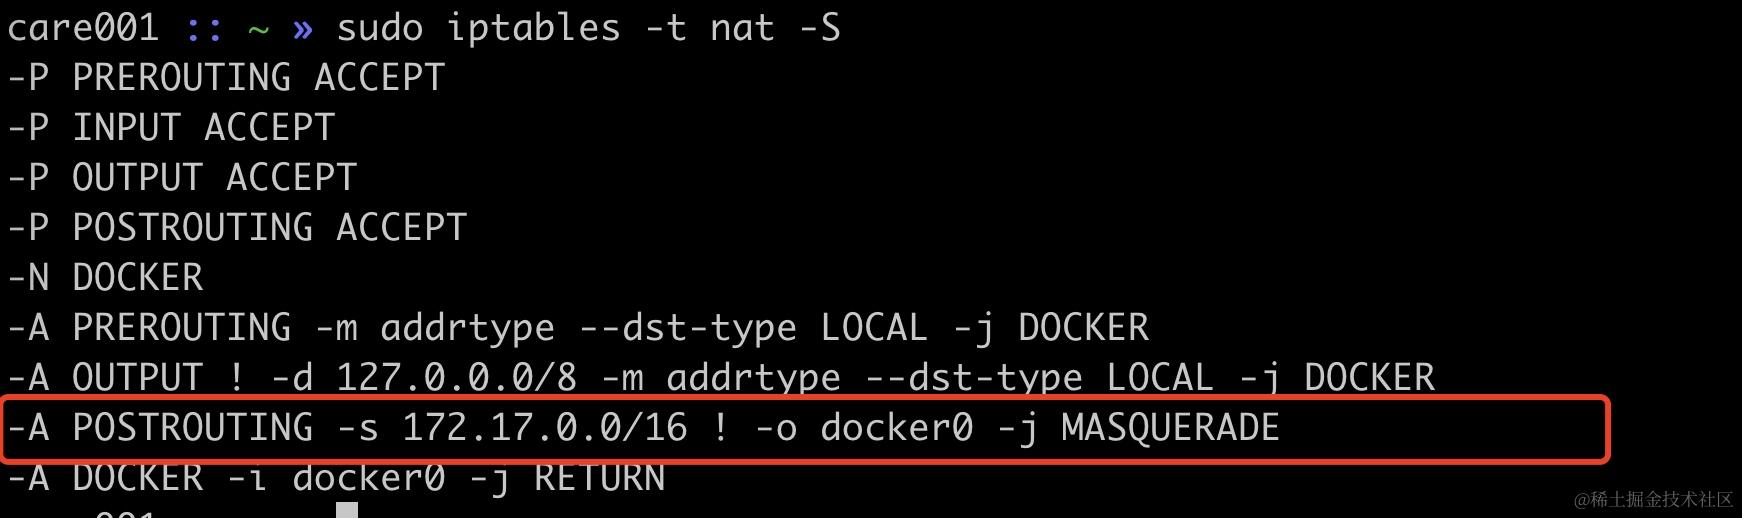 care001 :: ~ » sudo iptables -t nat -S
-P PREROUTING ACCEPT
-P INPUT ACCEPT
-P OUTPUT ACCEPT
-P POSTROUTING ACCEPT
-N DOCKER
-A PREROUTING -m addrtype --dst-type LOCAL -j DOCKER
-A OUTPUT ! -d 127.0.0.0/8 -m addrtype --dst-type LOCAL -j DOCKER
-A POSTROUTING -s 172.17.0.0/16 ! -o docker0 -j MASQUERADE
-A DOCKER -i docker0 -j RETURN
@稀土掘金技术社区